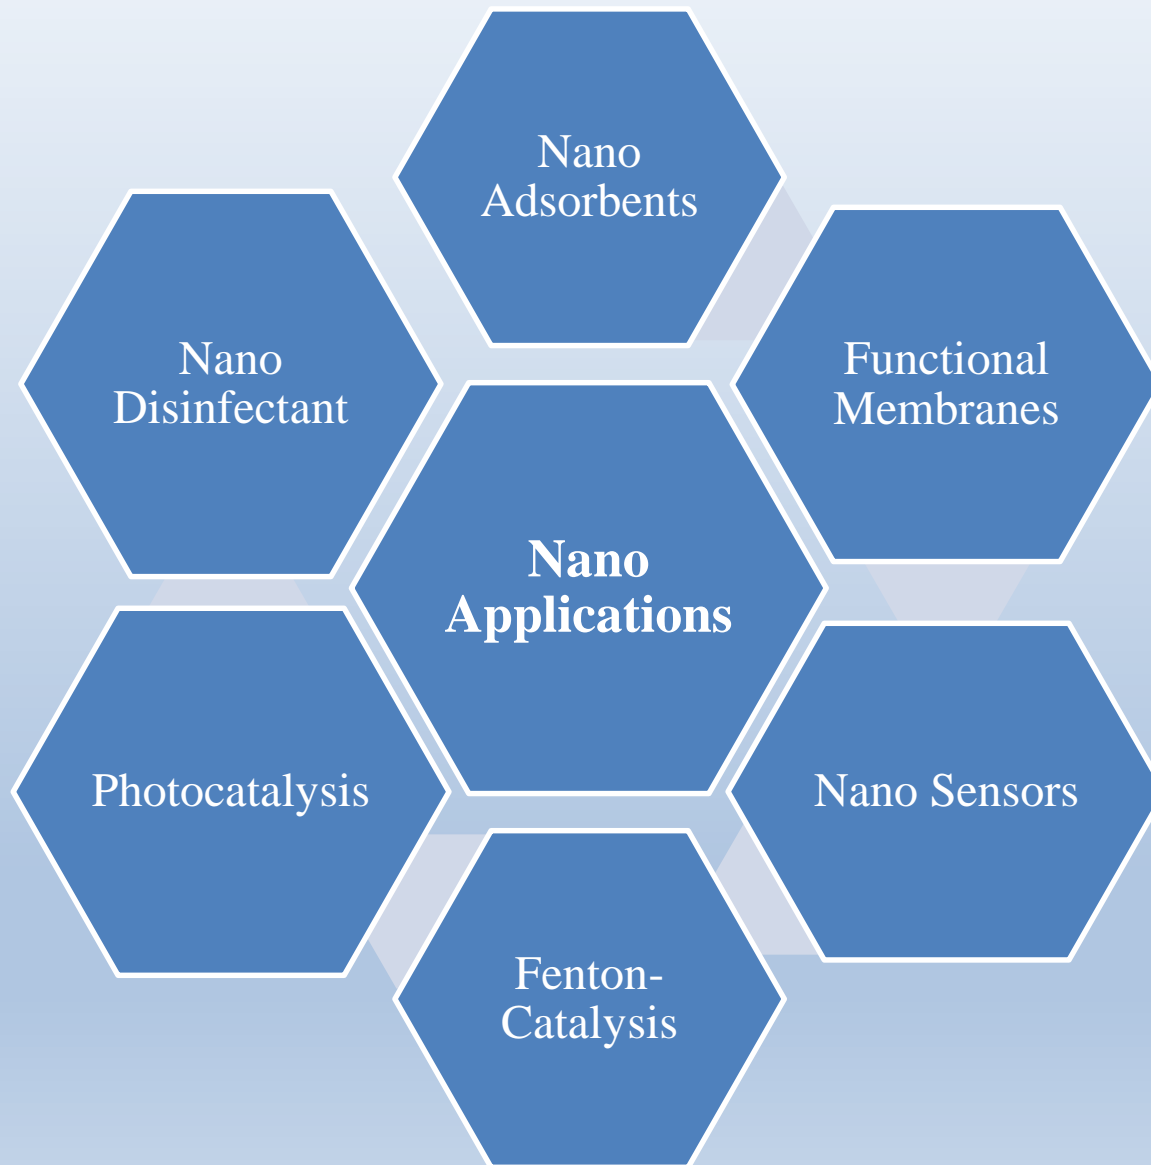 Nano
Adsorbents
Nano
Disinfectant
Functional
Membranes
Nano
Applications
Photocatalysis
Nano Sensors
Fenton-
Catalysis